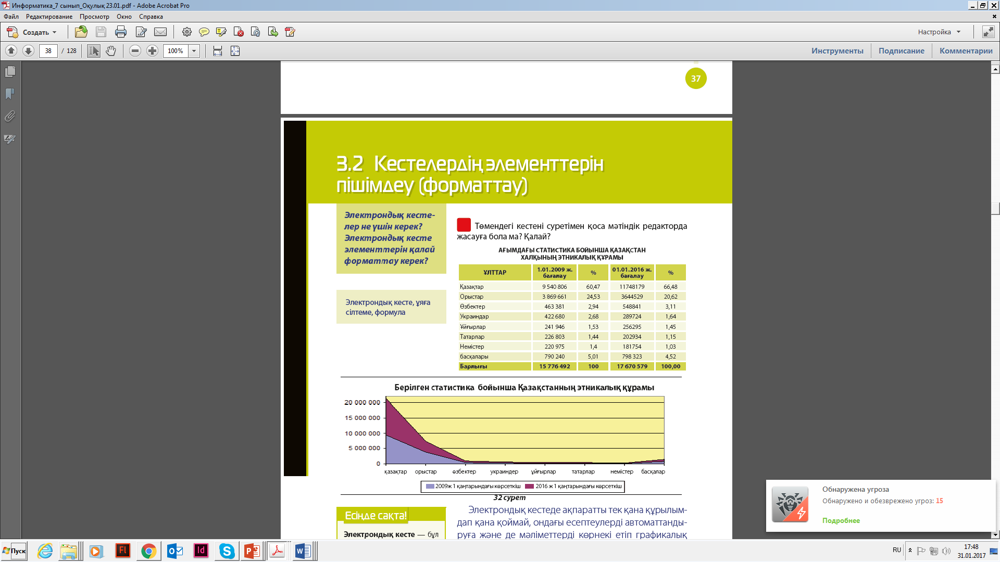 Информатика_7 сынып_Оқулық 23.01.pdf - Adobe Acrobat Pro
Файл Редактирование Просмотр Окно Справка
Создать
Настройка
38 / 128
100%
Инструменты Подписание Комментарии
37
3.2 Кестелердің элементтерін
пішімдеу (форматтау)
Электрондық кесте-
лер не үшін керек?
Электрондық кесте
элементтерін қалай
форматтау керек?
Электрондық кесте, ұяға
сілтеме, формула
Төмендегі кестені суретімен қоса мәтіндік редакторда
жасауға бола ма? Қалай?
АҒЫМДАҒЫ СТАТИСТИКА БОЙЫНША ҚАЗАҚСТАН
ХАЛҚЫНЫҢ ЭТНИКАЛЫҚ ҚҰРАМЫ
ҰЛТТАР 1.01.2009 ж. бағалау % 01.01.2016 ж. бағалау %
Қазақтар 9 540 806 60,47 11748179 66,48
Орыстар 3 869 661 24,53 3644529 20,62
Өзбектер 463 381 2,94 548841 3,11
Украиндар 422 680 2,68 289724 1,64
Ұйғырлар 241 946 1,53 256295 1,45
Татарлар 226 803 1,44 202934 1,15
Немістер 220 975 1,4 181754 1,03
басқалары 790 240 5,01 798 323 4,52
Барлығы 15 776 492 100 17 670 579 100,00
Берілген статистика бойынша Қазақстанның этникалық құрамы
20 000 000
15 000 000
10 000 000
5 000 000
0
қазақтар орыстар өзбектер украиндер ұйғырлар татарлар немістер басқалар
2009ж 1 қаңтарындағы көрсеткіш 2016 ж 1 қаңтарындағы көрсеткіш
32 сурет
Есіңде сақта!
Электрондық кесте — бұл
Электрондық кестеде ақпаратты тек қана құрылым-
дап қана қоймай, ондағы есептеулерді автоматтанды-
руға және де мәліметтерді көрнекі етіп графикалық
Обнаружена угроза
Обнаружено и обезврежено угроз: 15
Подробнее
Пуск
Fl
Id
RU
17:48
31.01.2017